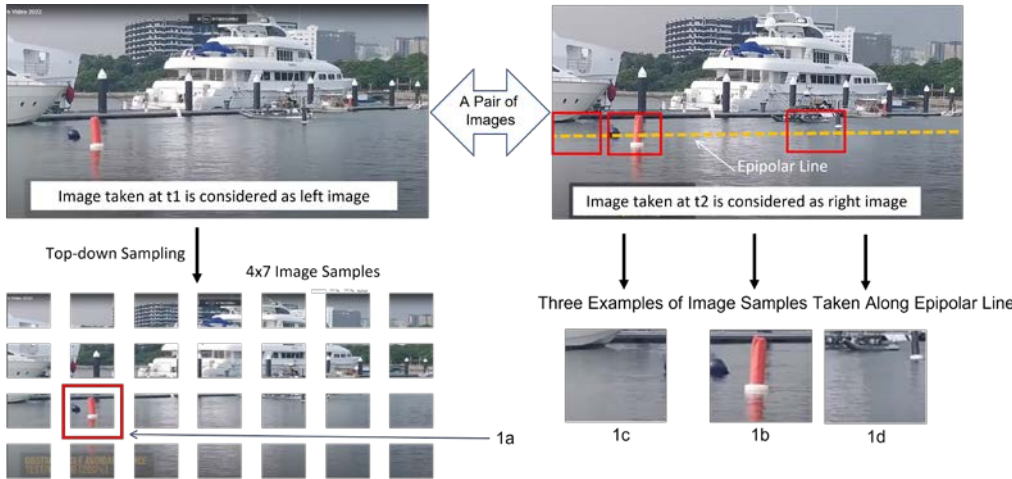 n Video 2022
A Pair of
Images
Epipolar Line
Image taken at t1 is considered as left image
Image taken at t2 is considered as right image
Top-down Sampling
4x7 Image Samples
Three Examples of Image Samples Taken Along Epipolar Line
1a
1c
1b
1d